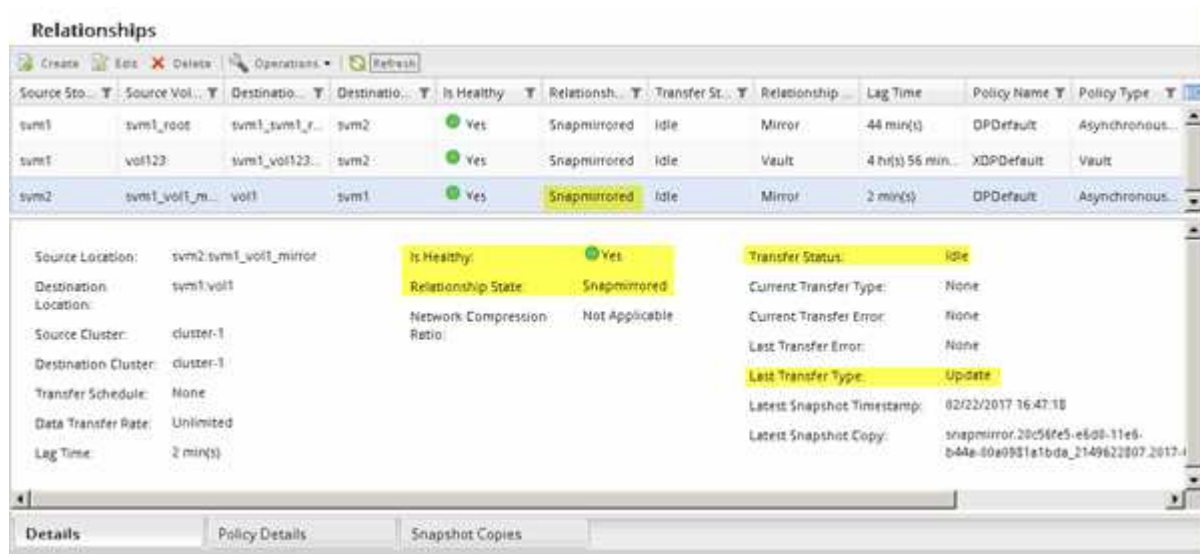 Relationships
Create Edit Delete Operations Refresh
Source Sto... Source Vol... Destinatio... Destinatio... Is Healthy Relationsh... Transfer St... Relationship ... Lag Time Policy Name Policy Type
svm1 svm1_root svm1_svm1_r... svm2 Yes Snapmirrored Idle Mirror 44 min(s) DPDefault Asynchronous...
svm1 vol123 svm1_vol123... svm2 Yes Snapmirrored Idle Vault 4 hr(s) 56 min... XDPDefault Vault
svm2 svm1_vol1_m... vol1 svm1 Yes Snapmirrored Idle Mirror 2 min(s) DPDefault Asynchronous...
Source Location: svm2:svm1_vol1_mirror
Destination Location: svm1:vol1
Source Cluster: cluster-1
Destination Cluster: cluster-1
Transfer Schedule: None
Data Transfer Rate: Unlimited
Lag Time: 2 min(s)
Is Healthy: Yes
Relationship State: Snapmirrored
Network Compression Ratio: Not Applicable
Transfer Status: Idle
Current Transfer Type: None
Current Transfer Error: None
Last Transfer Error: None
Last Transfer Type: Update
Latest Snapshot Timestamp: 02/22/2017 16:47:18
Latest Snapshot Copy: snapmirror.20c56fe5-e6d0-11e6-
b44a-00a0981a1bda_2149622807.2017-
Details Policy Details Snapshot Copies